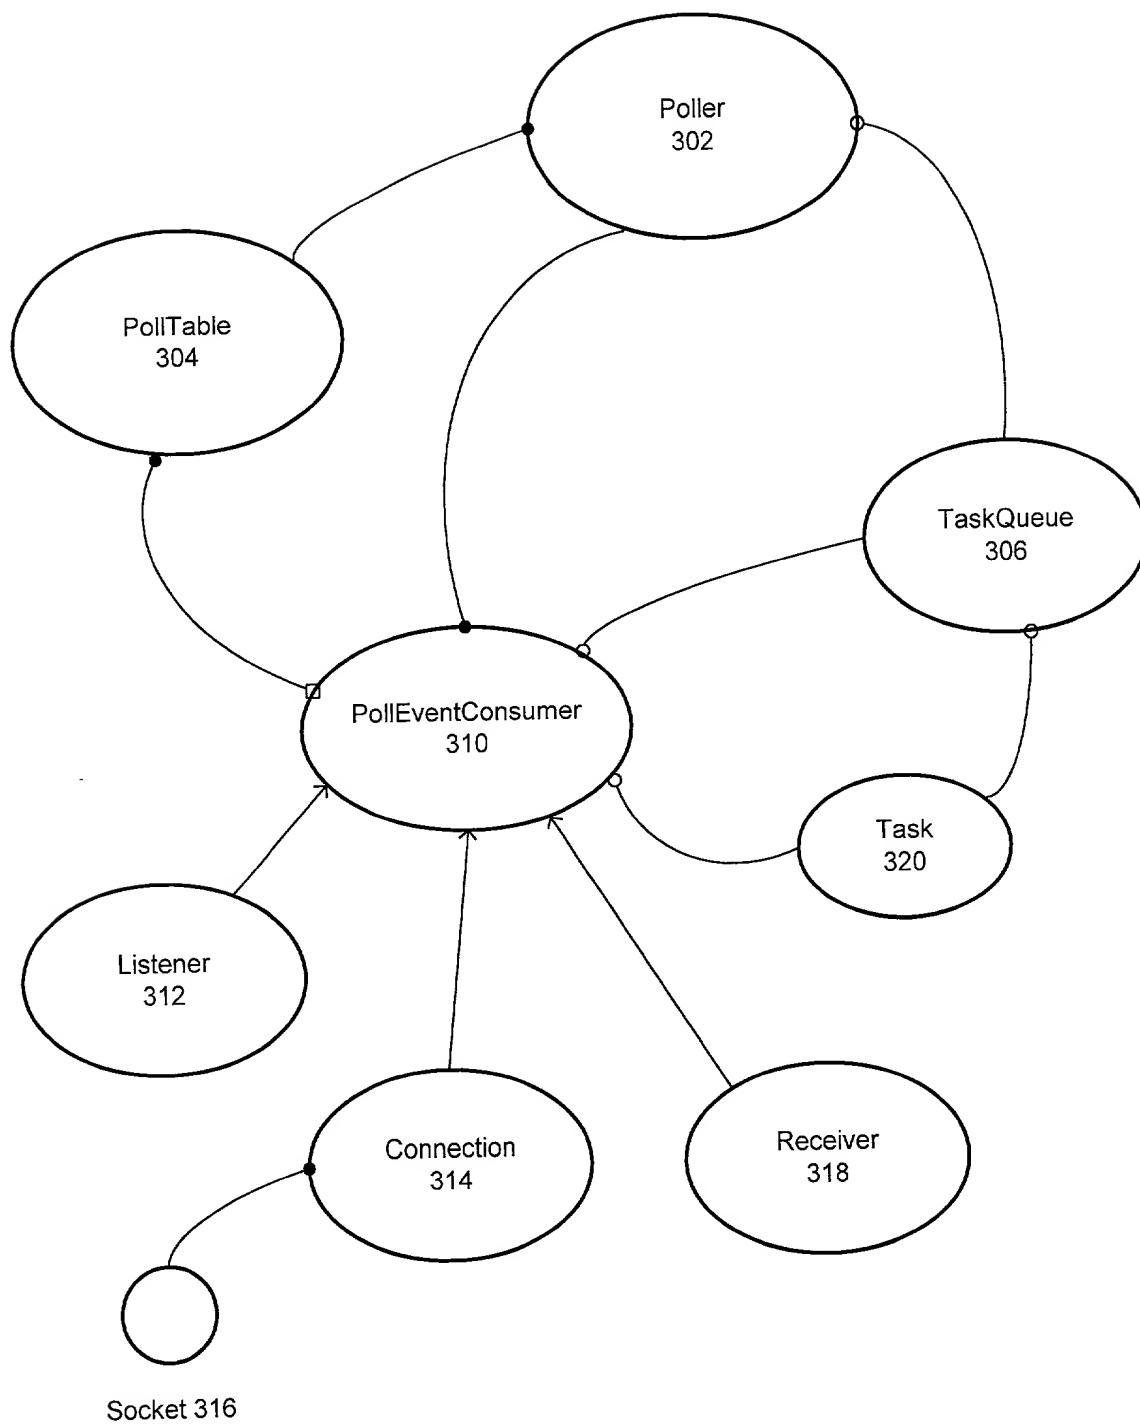 Poller
302
PollTable
304
TaskQueue
306
PollEventConsumer
310
Task
320
Listener
312
Connection
314
Receiver
318
Socket 316